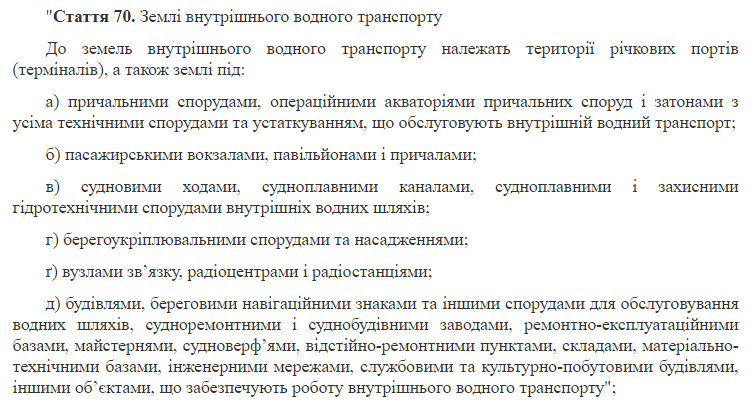 "Стаття 70. Землі внутрішнього водного транспорту
До земель внутрішнього водного транспорту належать території річкових портів
(терміналів), а також землі під:
а) причальними спорудами, операційними акваторіями причальних споруд і затонами з
усіма технічними спорудами та устаткуванням, що обслуговують внутрішній водний транспорт;
б) пасажирськими вокзалами, павільйонами і причалами;
в) судновими ходами, судноплавними каналами, судноплавними і захисними
гідротехнічними спорудами внутрішніх водних шляхів;
г) берегоукріплювальними спорудами та насадженнями;
ґ) вузлами зв’язку, радіоцентрами і радіостанціями;
д) будівлями, береговими навігаційними знаками та іншими спорудами для обслуговування
водних шляхів, судноремонтними і суднобудівними заводами, ремонтно-експлуатаційними
базами, майстернями, судноверф’ями, відстійно-ремонтними пунктами, складами, матеріально-
технічними базами, інженерними мережами, службовими та культурно-побутовими будівлями,
іншими об’єктами, що забезпечують роботу внутрішнього водного транспорту";